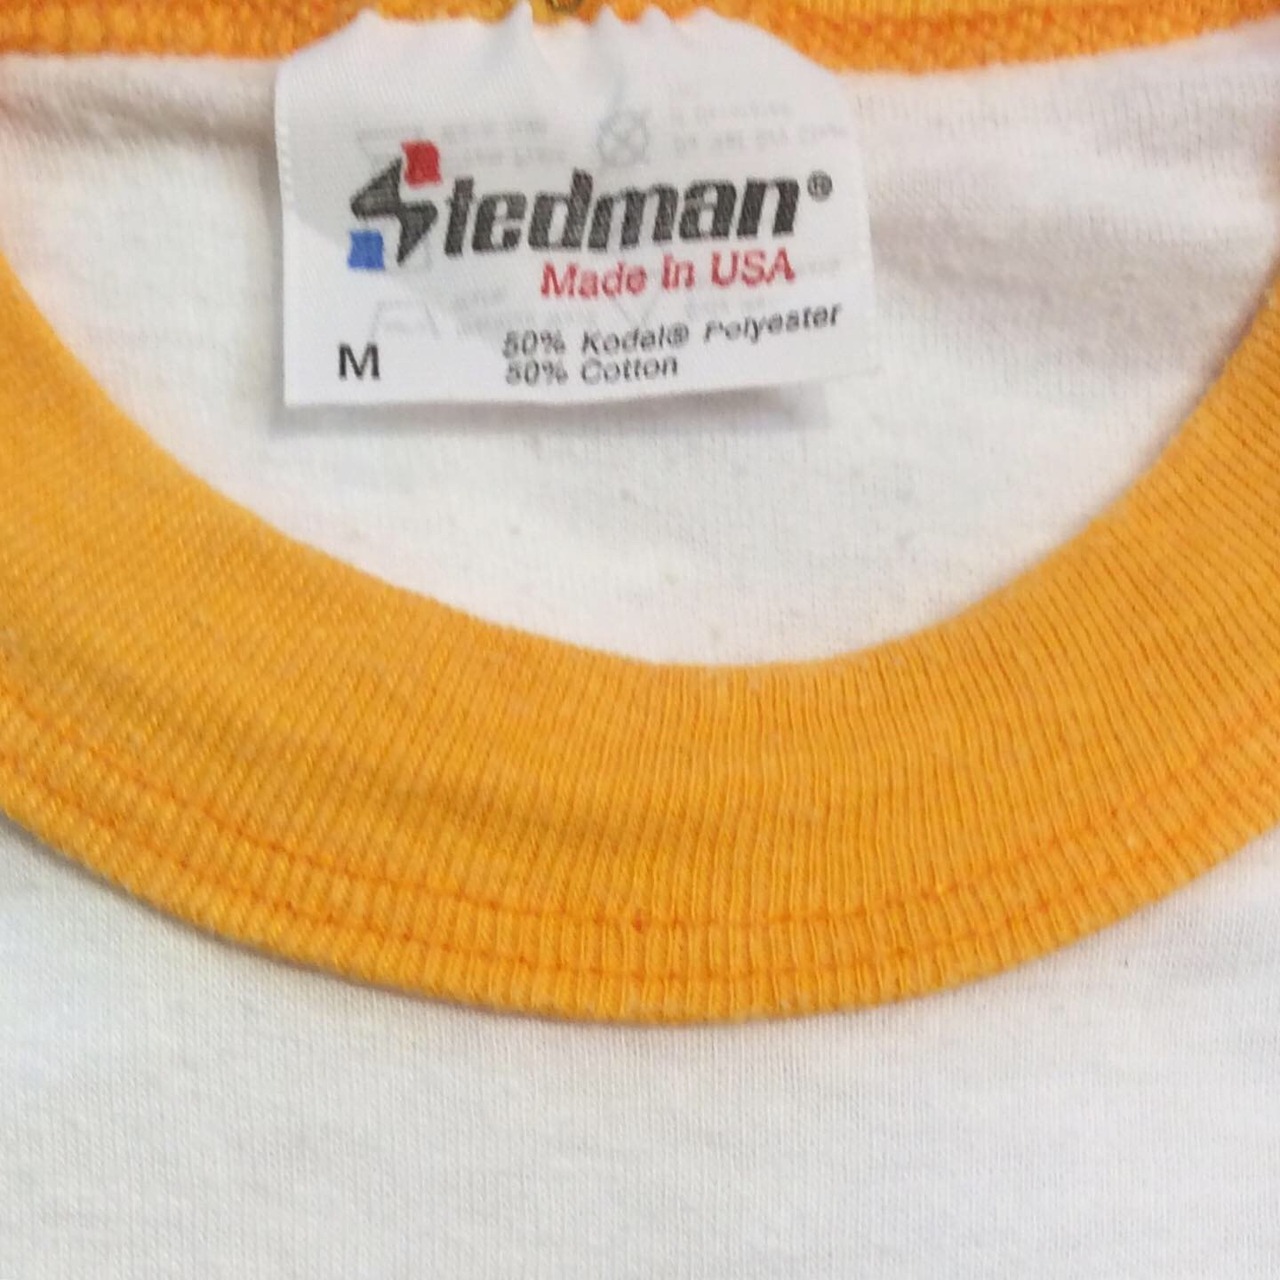 Stedman®
Made In USA
M
50% Kodel® Polyester
50% Cotton